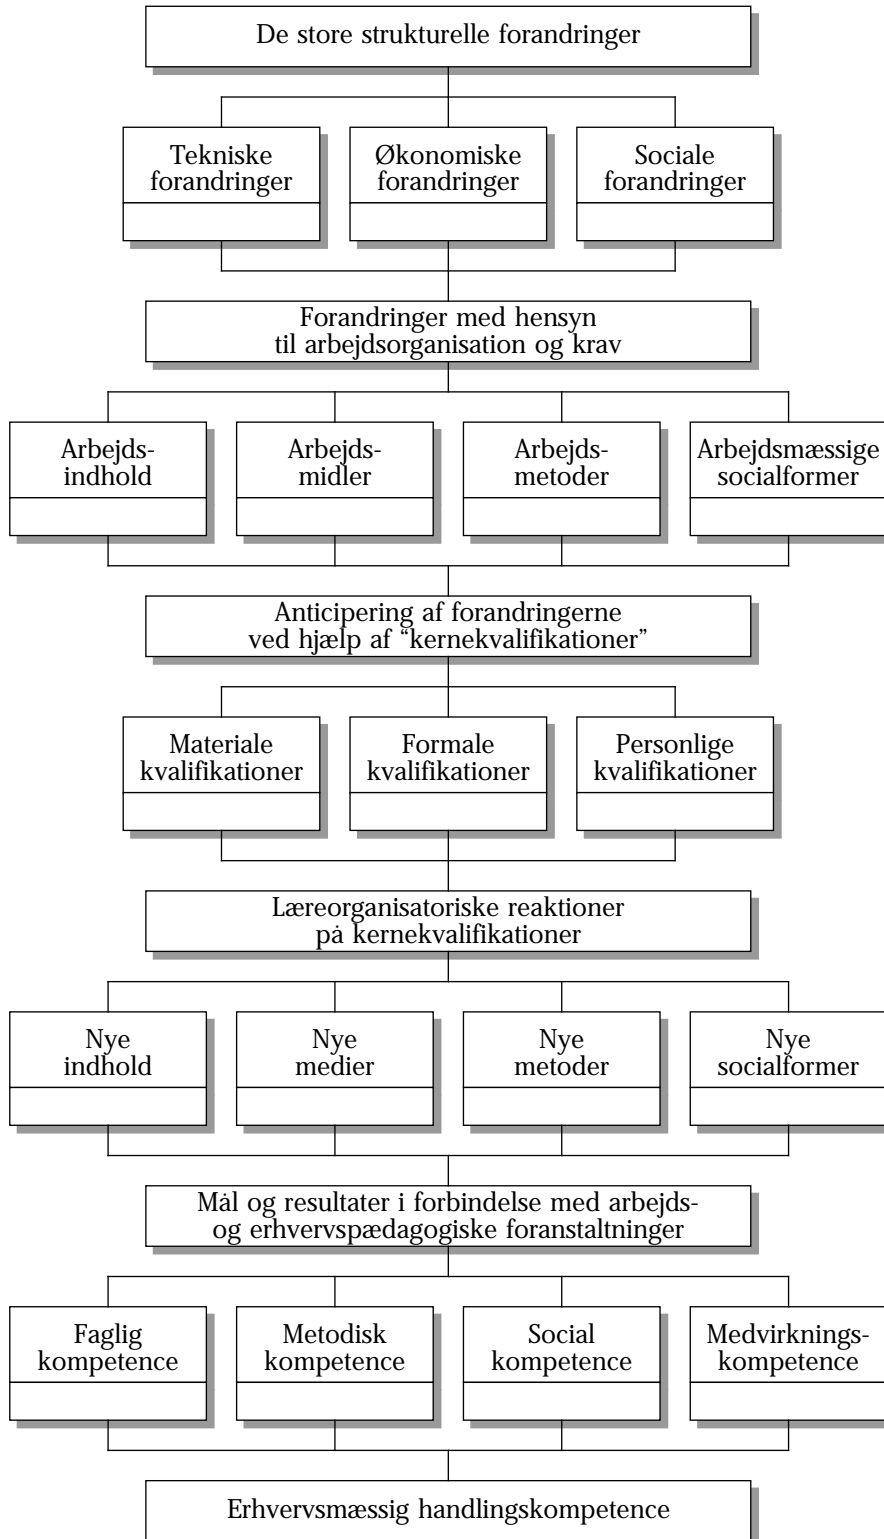 De store strukturelle forandringer
Tekniske
forandringer
Økonomiske
forandringer
Sociale
forandringer
Forandringer med hensyn
til arbejdsorganisation og krav
Arbejds-
indhold
Arbejds-
midler
Arbejds-
metoder
Arbejdsmæssige
socialformer
Anticipering af forandringerne
ved hjælp af “kernekvalifikationer”
Materiale
kvalifikationer
Formale
kvalifikationer
Personlige
kvalifikationer
Læreorganisatoriske reaktioner
på kernekvalifikationer
Nye
indhold
Nye
medier
Nye
metoder
Nye
socialformer
Mål og resultater i forbindelse med arbejds-
og erhvervspædagogiske foranstaltninger
Faglig
kompetence
Metodisk
kompetence
Social
kompetence
Medvirknings-
kompetence
Erhvervsmæssig handlingskompetence